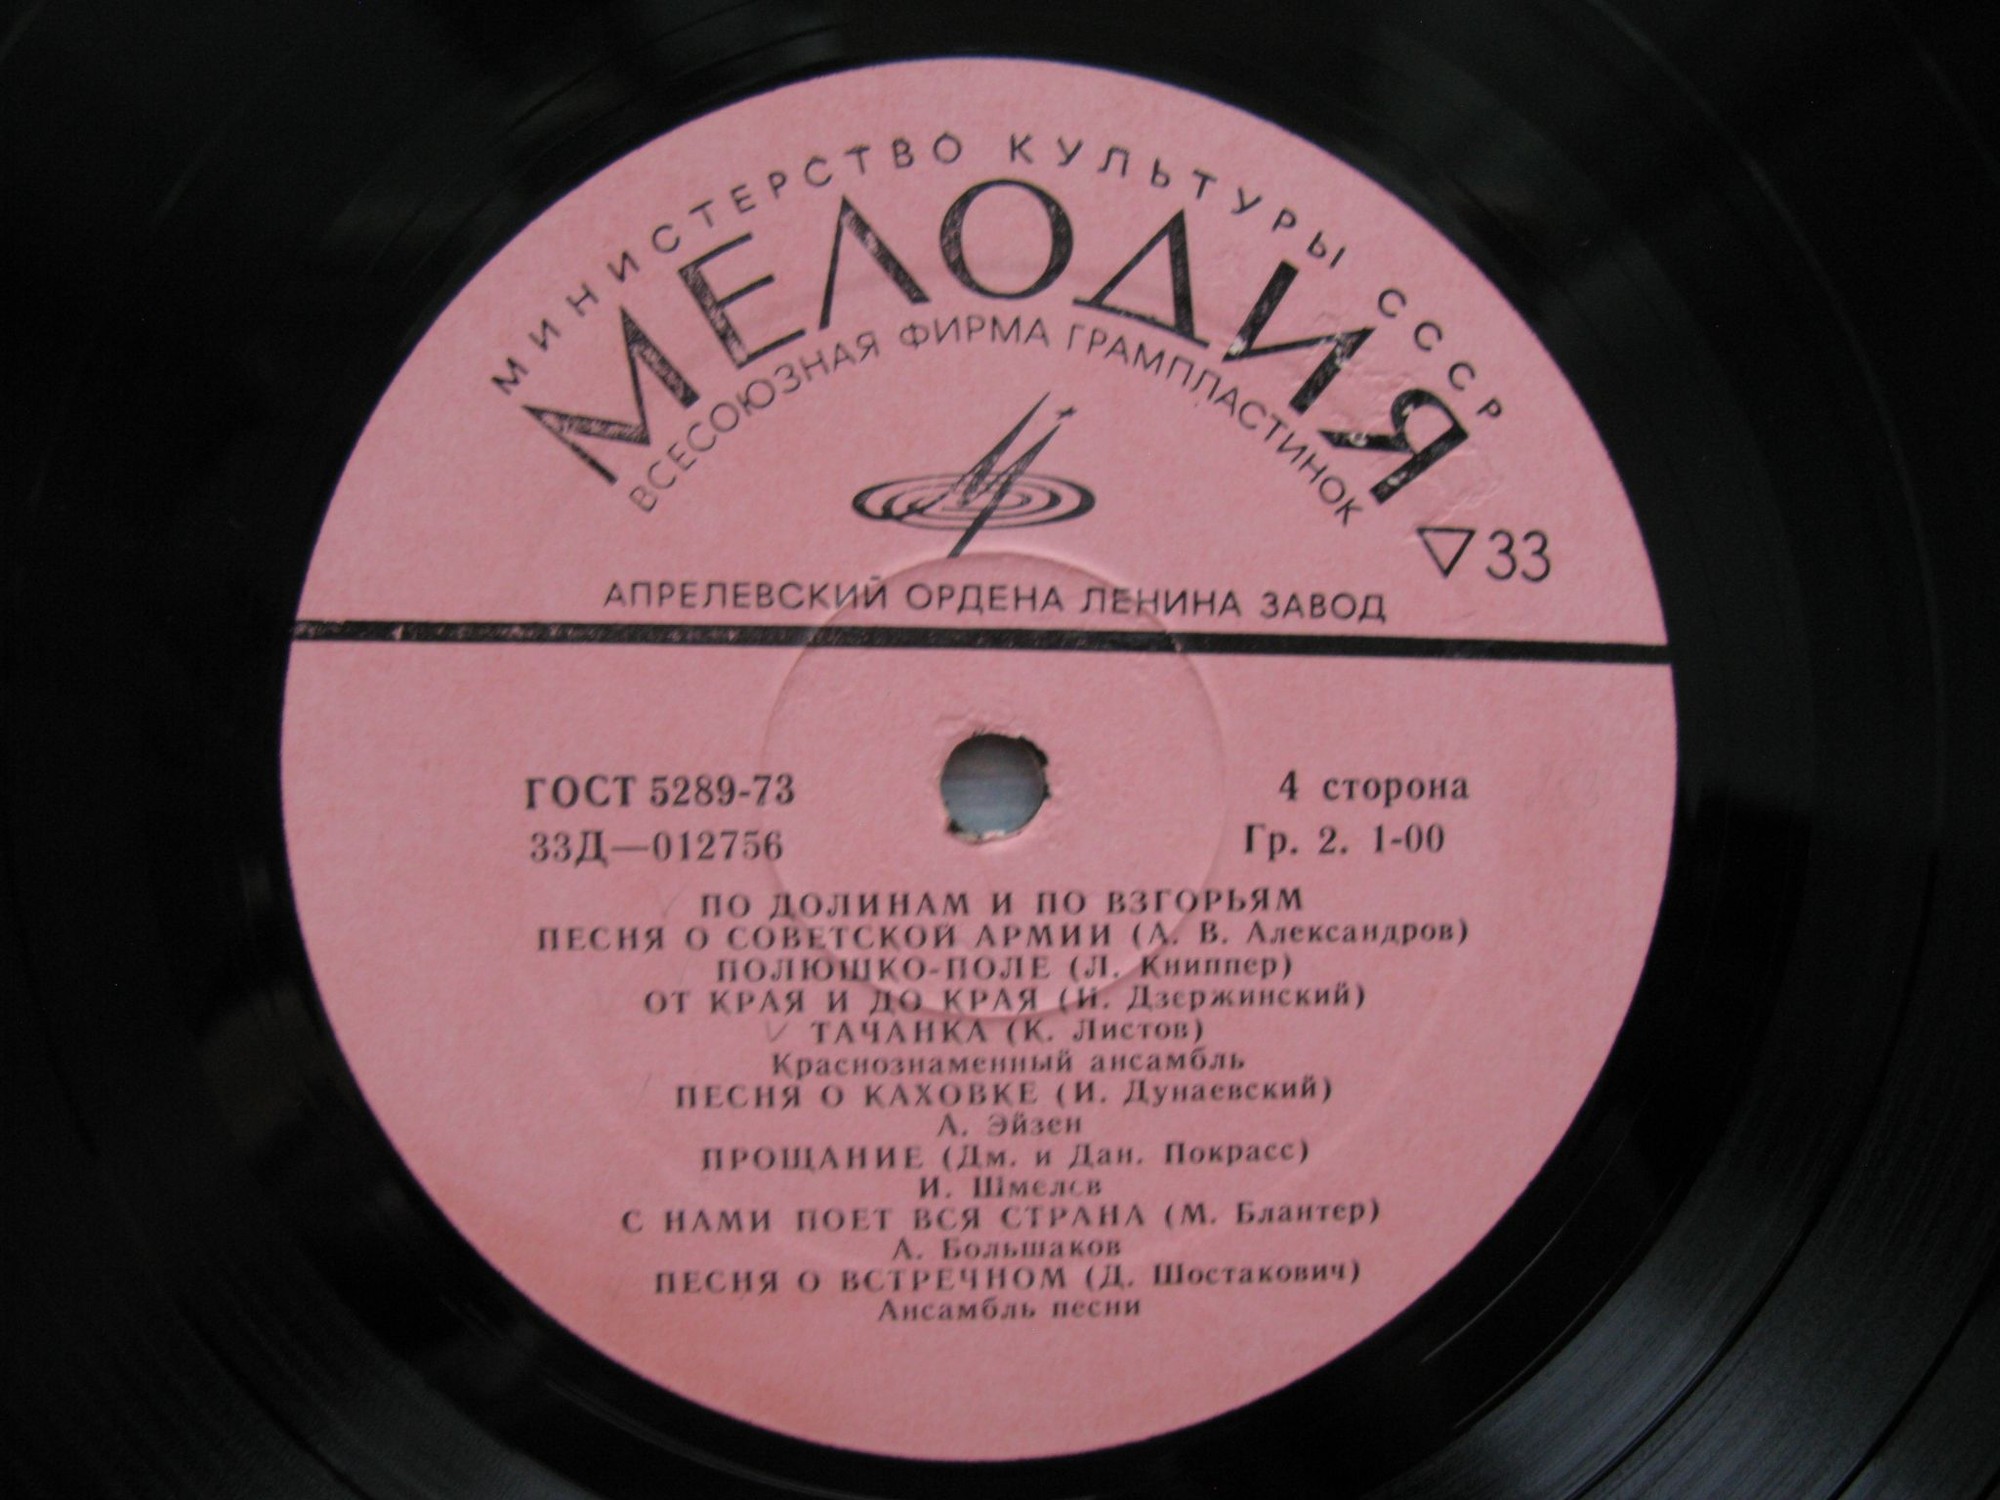 МИНИСТЕРСТВО КУЛЬТУРЫ СССР
МЕЛОДИЯ
ВСЕСОЮЗНАЯ ФИРМА ГРАМПЛАСТИНОК
33
АПРЕЛЕВСКИЙ ОРДЕНА ЛЕНИНА ЗАВОД
ГОСТ 5289-73
4 сторона
33Д—012756
Гр. 2. 1-00
ПО ДОЛИНАМ И ПО ВЗГОРЬЯМ
ПЕСНЯ О СОВЕТСКОЙ АРМИИ (А. В. Александров)
ПОЛЮШКО-ПОЛЕ (Л. Книппер)
ОТ КРАЯ И ДО КРАЯ (И. Дзержинский)
ТАЧАНКА (К. Листов)
Краснознаменный ансамбль
ПЕСНЯ О КАХОВКЕ (И. Дунаевский)
А. Эйзен
ПРОЩАНИЕ (Дм. и Дан. Покрасс)
И. Шмелев
С НАМИ ПОЕТ ВСЯ СТРАНА (М. Блантер)
А. Большаков
ПЕСНЯ О ВСТРЕЧНОМ (Д. Шостакович)
Ансамбль песни